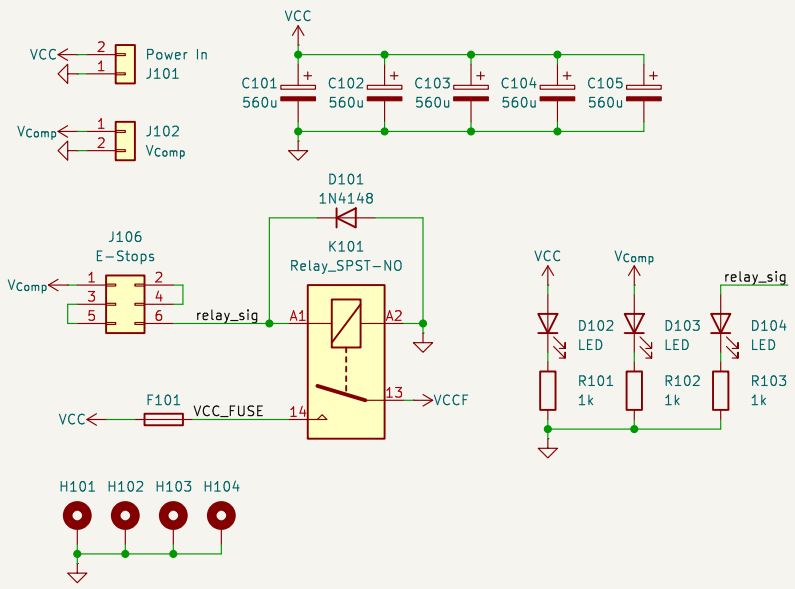 VCC
2
1
Power In
J101
VComp
1
2
J102
VComp
VCC
C101
560u
+
C102
560u
+
C103
560u
+
C104
560u
+
C105
560u
+
D101
1N4148
K101
Relay_SPST-NO
J106
E-Stops
VComp
1
2
3
4
5
6
relay_sig
A1
A2
13
VCCF
14
VCC
F101
VCC_FUSE
VCC
D102
LED
R101
1k
VComp
D103
LED
R102
1k
relay_sig
D104
LED
R103
1k
H101
H102
H103
H104